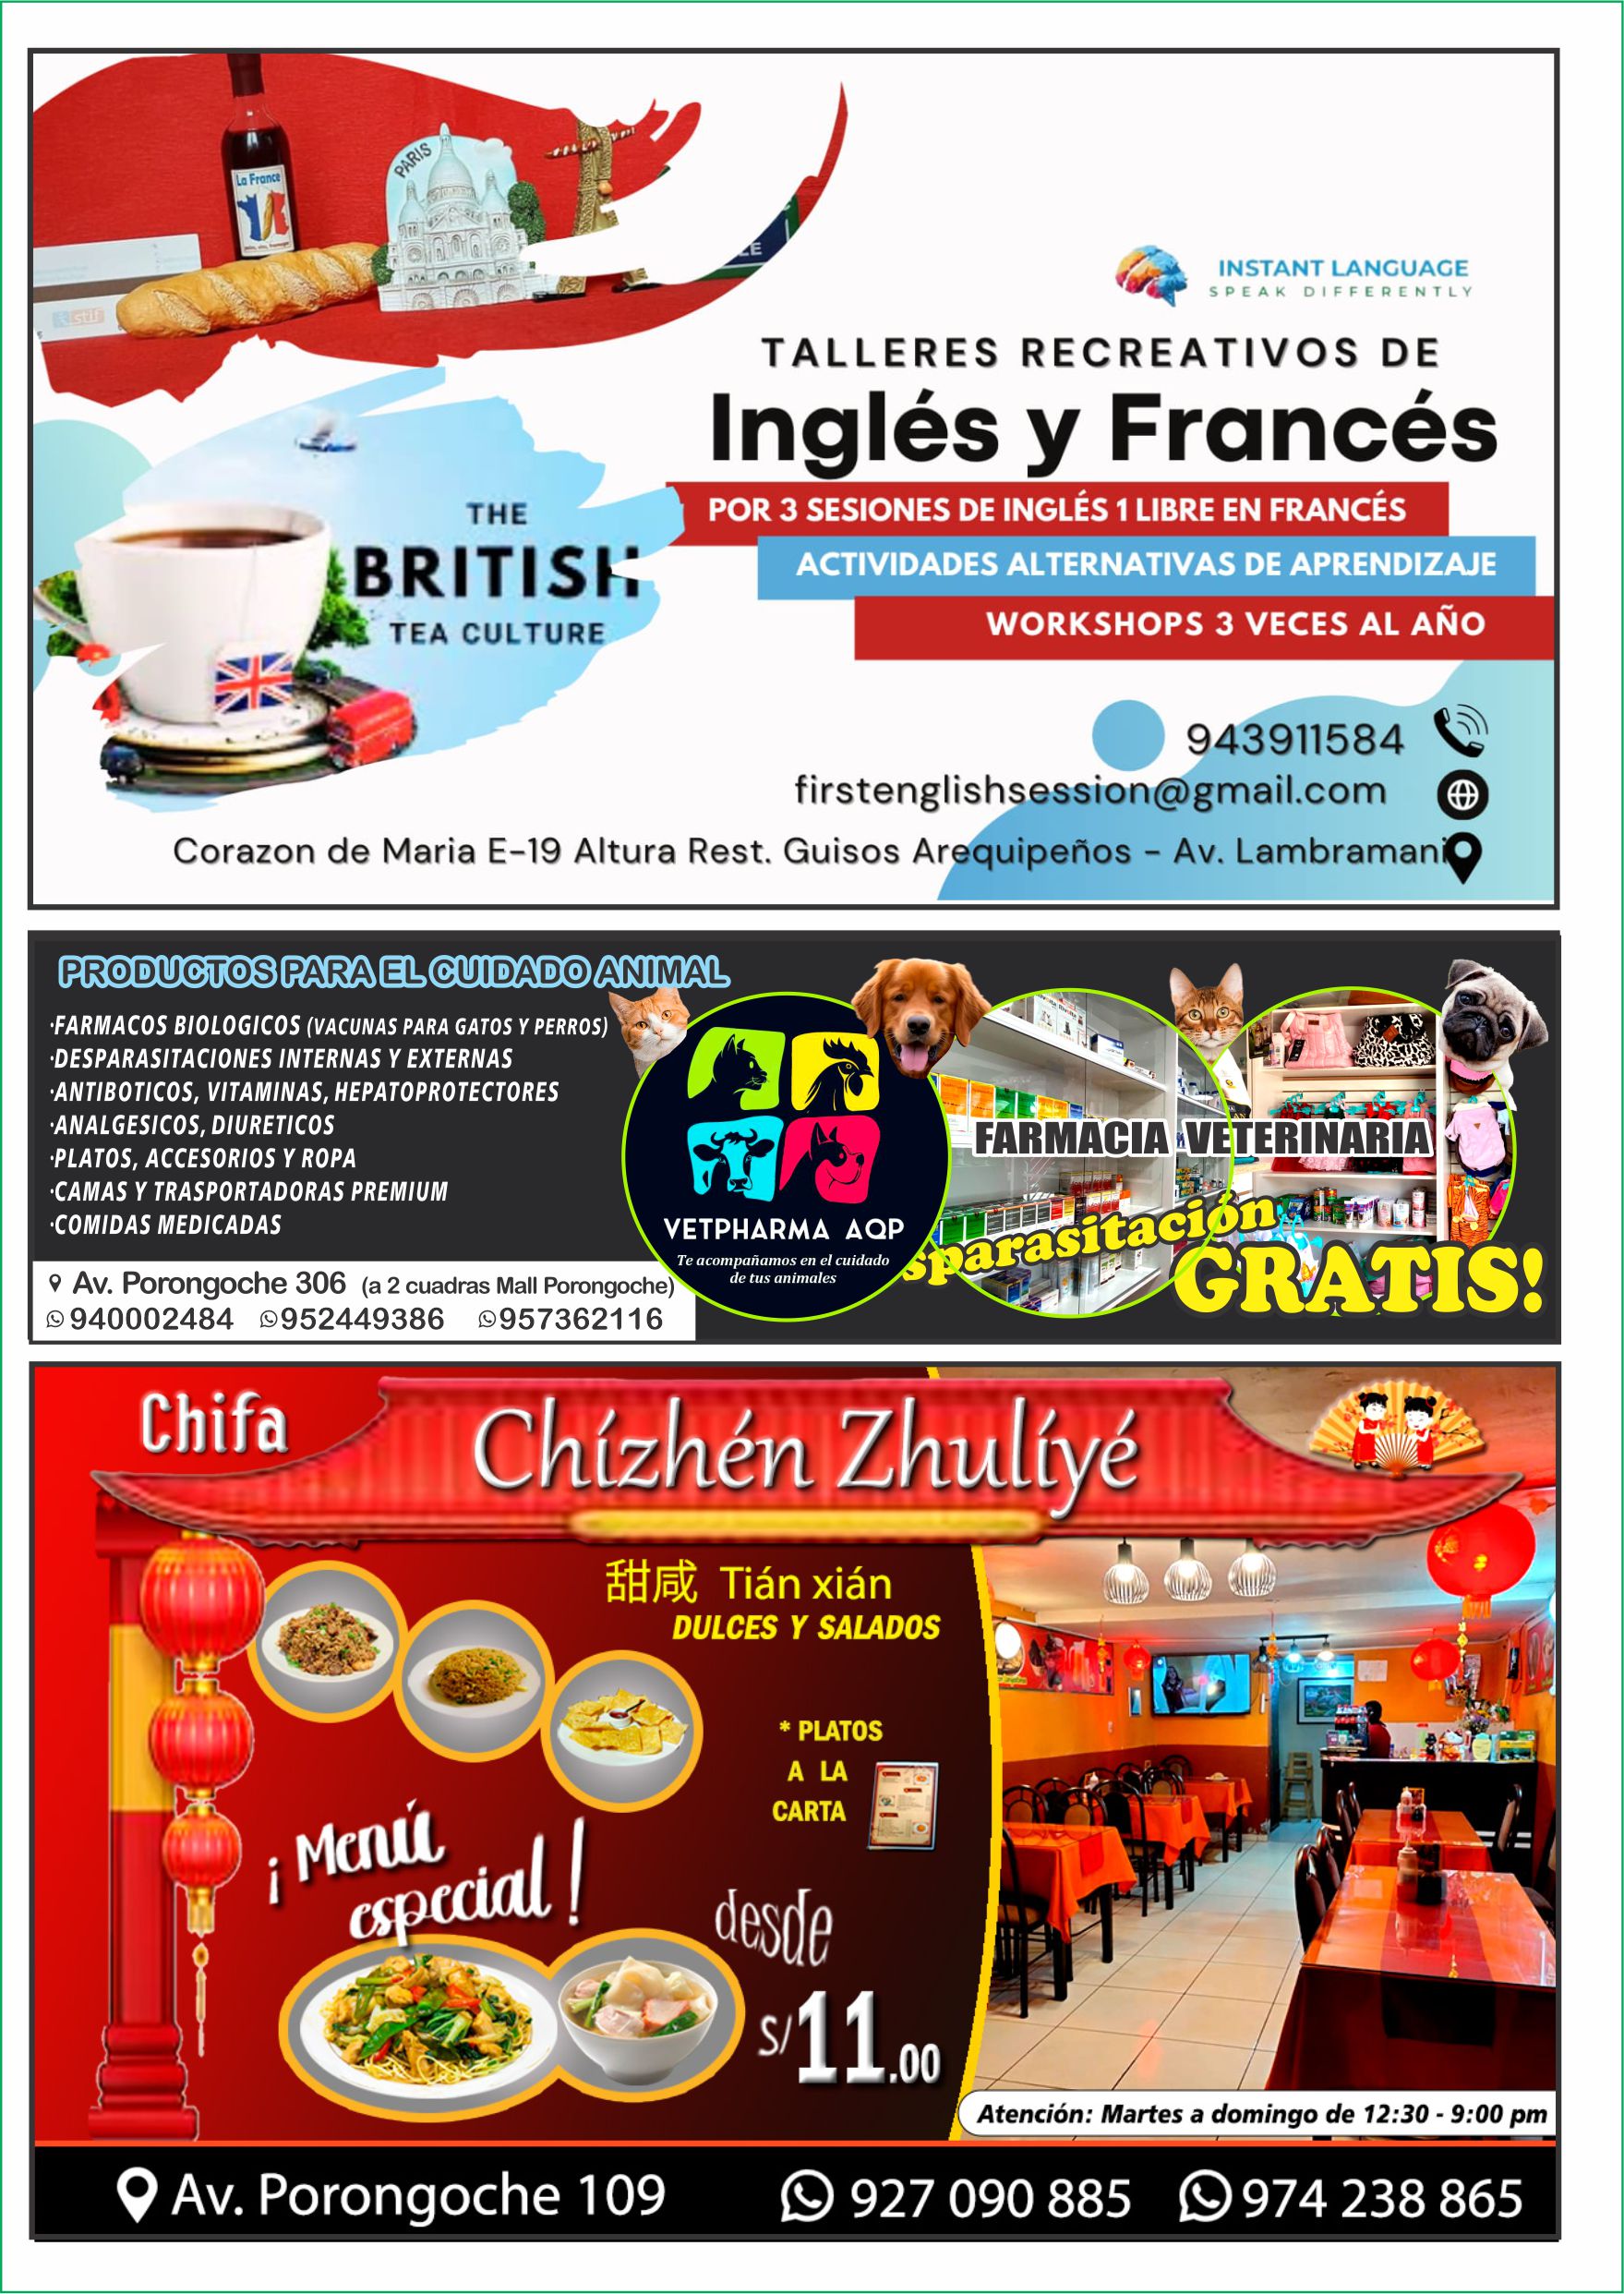 La France
PARIS
INSTANT LANGUAGE
SPEAK DIFFERENTLY
TALLERES RECREATIVOS DE
Inglés y Francés
POR 3 SESIONES DE INGLÉS 1 LIBRE EN FRANCÉS
ACTIVIDADES ALTERNATIVAS DE APRENDIZAJE
WORKSHOPS 3 VECES AL AÑO
THE
BRITISH
TEA CULTURE
943911584
firstenglishsession@gmail.com
Corazon de Maria E-19 Altura Rest. Guisos Arequipeños - Av. Lambramani
PRODUCTOS PARA EL CUIDADO ANIMAL
·FARMACOS BIOLOGICOS (VACUNAS PARA GATOS Y PERROS)
·DESPARASITACIONES INTERNAS Y EXTERNAS
·ANTIBOTICOS, VITAMINAS, HEPATOPROTECTORES
·ANALGESICOS, DIURETICOS
·PLATOS, ACCESORIOS Y ROPA
·CAMAS Y TRASPORTADORAS PREMIUM
·COMIDAS MEDICADAS
Av. Porongoche 306 (a 2 cuadras Mall Porongoche)
940002484 952449386 957362116
VETPHARMA AQP
Te acompañamos en el cuidado
de tus animales
FARMACIA VETERINARIA
sparasitación
GRATIS!
Chifa
Chízhén Zhulíyé
甜咸 Tián xián
DULCES Y SALADOS
* PLATOS
A LA
CARTA
¡Menú
especial!
desde
S/11.00
Atención: Martes a domingo de 12:30 - 9:00 pm
Av. Porongoche 109 927 090 885 974 238 865